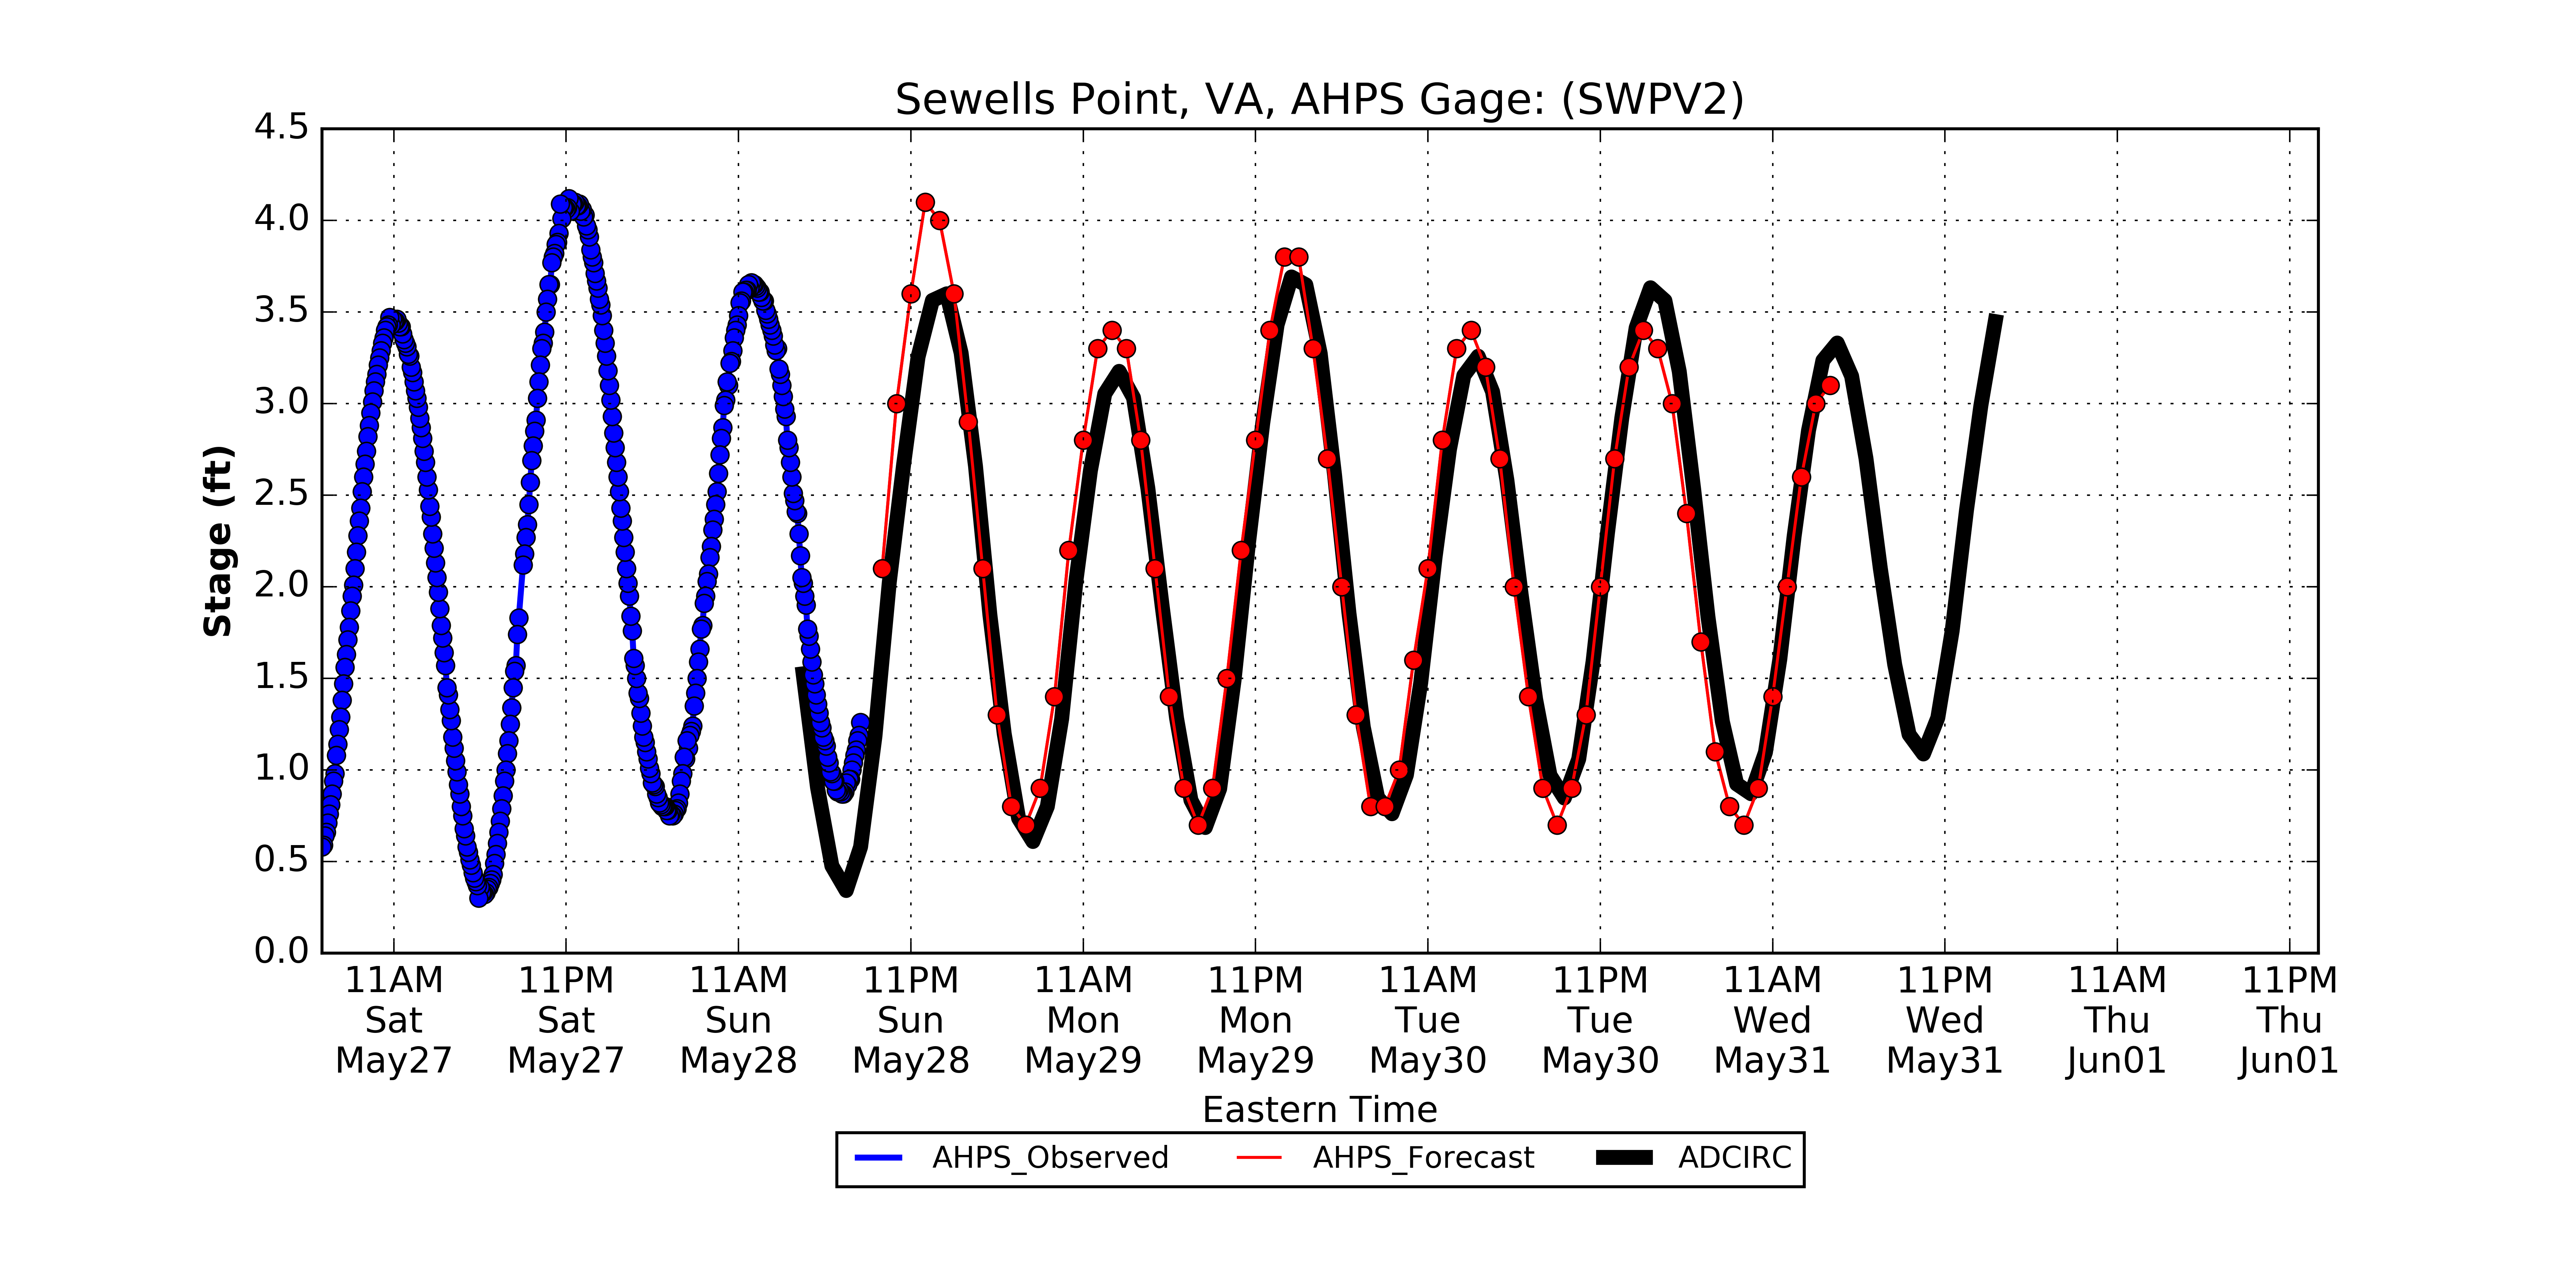 Sewells Point, VA, AHPS Gage: (SWPV2)
4.5
4.0
3.5
3.0
2.5
2.0
1.5
1.0
0.5
0.0
Stage (ft)
11AM 11PM 11AM 11PM 11AM 11PM 11AM 11PM 11AM 11PM 11AM 11PM
Sat Sat Sun Sun Mon Mon Tue Tue Wed Wed Thu Thu
May27 May27 May28 May28 May29 May29 May30 May30 May31 May31 Jun01 Jun01
Eastern Time
AHPS_Observed AHPS_Forecast ADCIRC